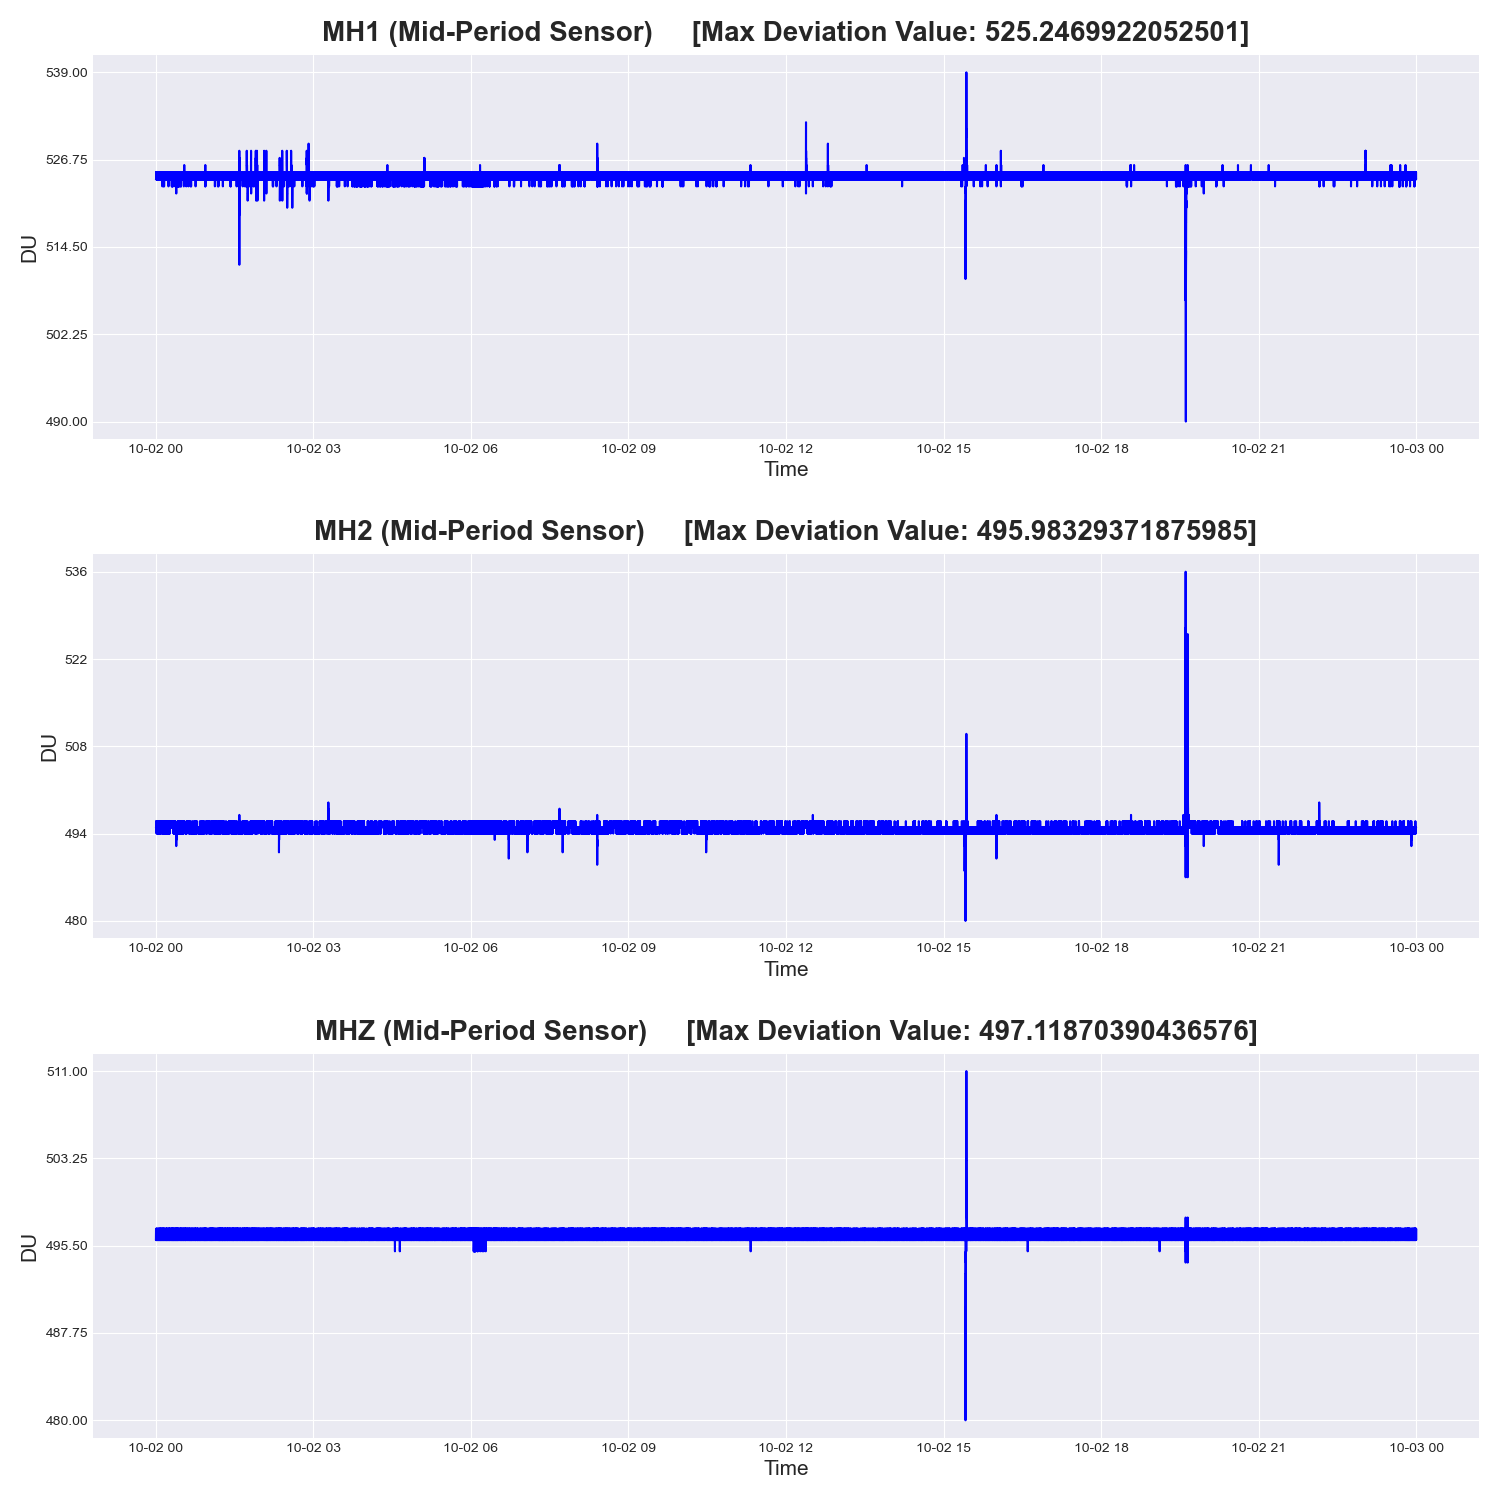 MH1 (Mid-Period Sensor) [Max Deviation Value: 525.2469922052501]
539.00
526.75
514.50
502.25
490.00
DU
10-02 00 10-02 03 10-02 06 10-02 09 10-02 12 10-02 15 10-02 18 10-02 21 10-03 00
Time
MH2 (Mid-Period Sensor) [Max Deviation Value: 495.98329371875985]
536
522
508
494
480
DU
10-02 00 10-02 03 10-02 06 10-02 09 10-02 12 10-02 15 10-02 18 10-02 21 10-03 00
Time
MHZ (Mid-Period Sensor) [Max Deviation Value: 497.11870390436576]
511.00
503.25
495.50
487.75
480.00
DU
10-02 00 10-02 03 10-02 06 10-02 09 10-02 12 10-02 15 10-02 18 10-02 21 10-03 00
Time